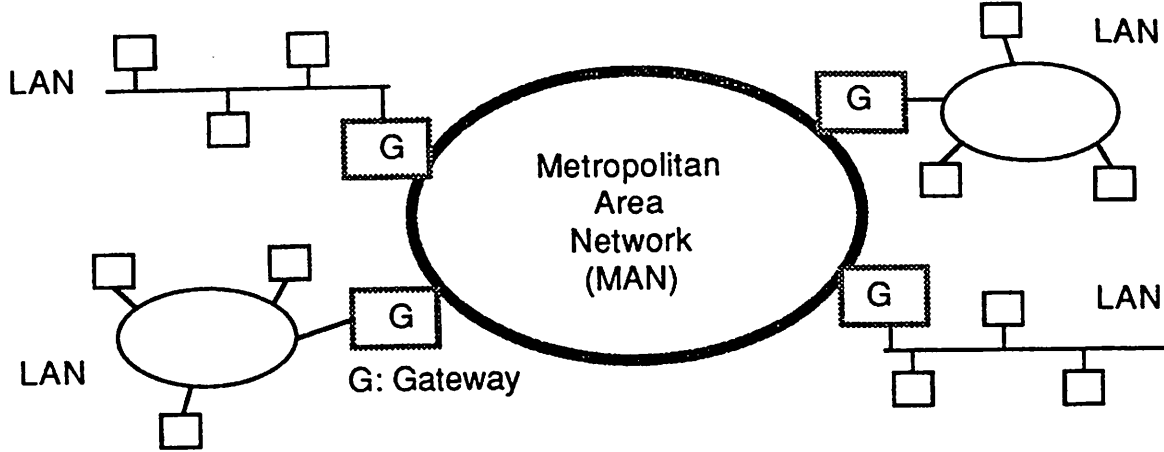 LAN
G
Metropolitan
Area
Network
(MAN)
G
LAN
G
LAN
G: Gateway
G
LAN